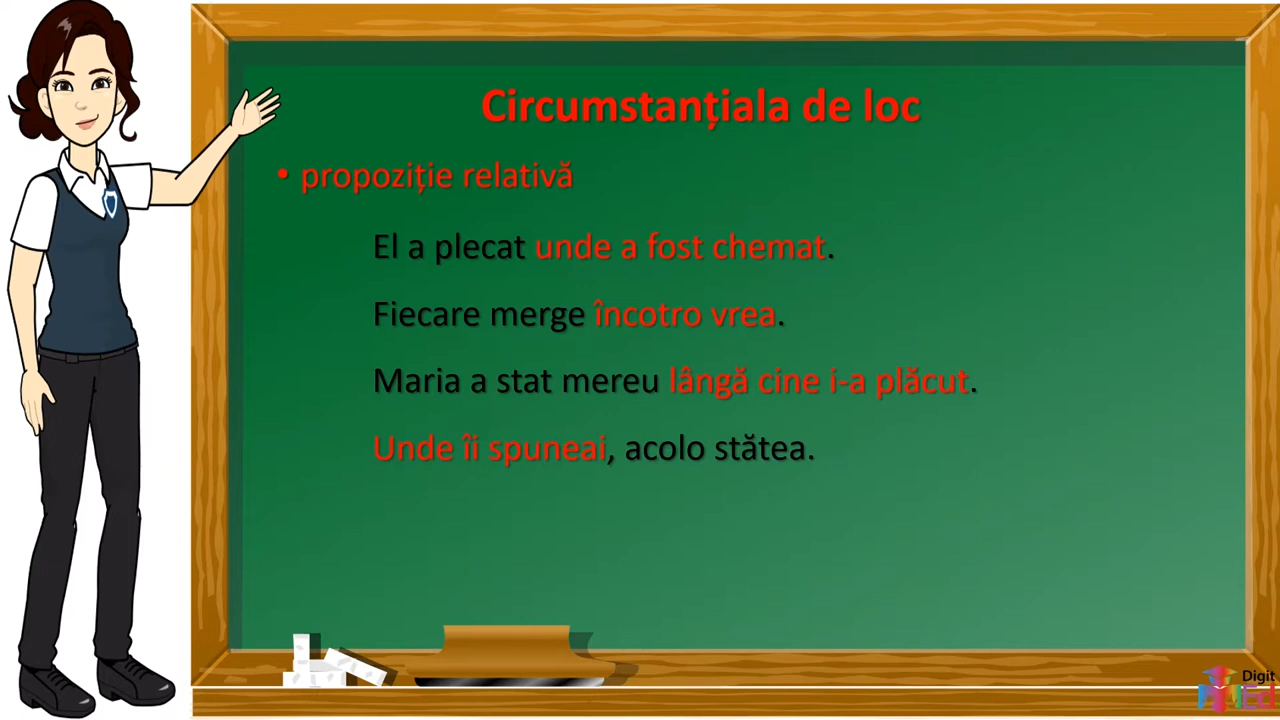 Circumstanțiala de loc
• propoziție relativă
El a plecat unde a fost chemat.
Fiecare merge încotro vrea.
Maria a stat mereu lângă cine i-a plăcut.
Unde îi spuneai, acolo stătea.
Digit